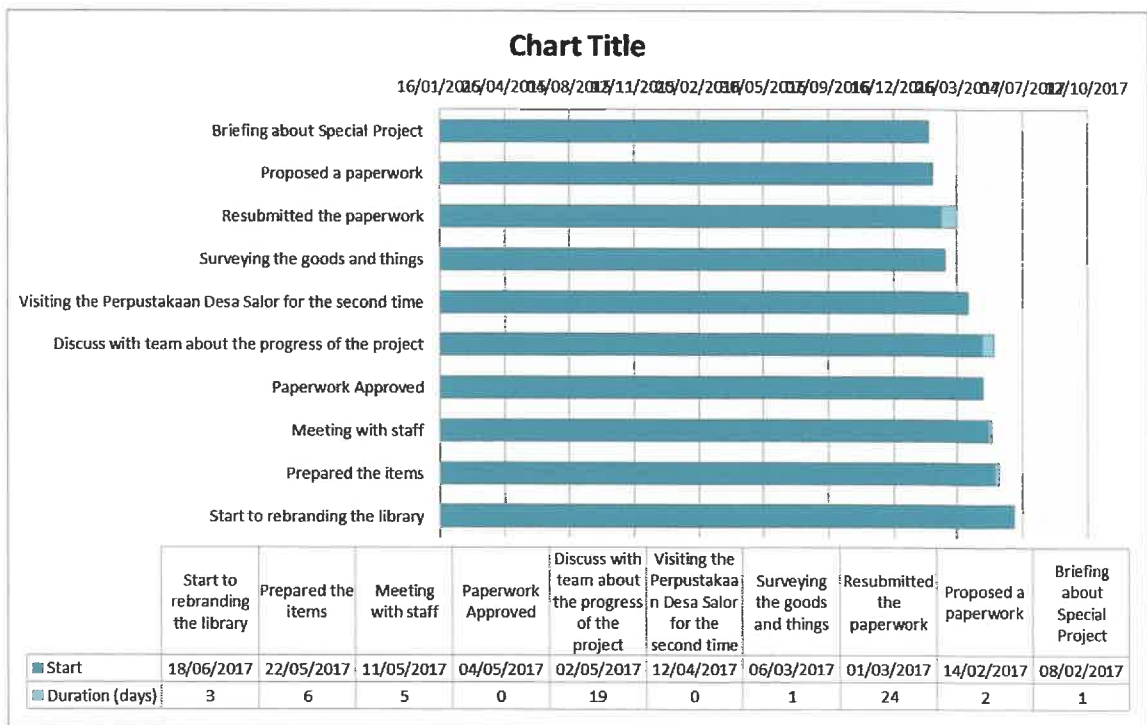 Chart Title
Briefing about Special Project
Proposed a paperwork
Resubmitted the paperwork
Surveying the goods and things
Visiting the Perpustakaan Desa Salor for the second time
Discuss with team about the progress of the project
Paperwork Approved
Meeting with staff
Prepared the items
Start to rebranding the library
Start to
rebranding
the library
Prepared the
items
Meeting
with staff
Paperwork
Approved
Discuss with
team about
the progress
of the
project
Visiting the
Perpustakaa
n Desa Salor
for the
second time
Surveying
the goods
and things
Resubmitted
the
paperwork
Proposed a
paperwork
Briefing
about
Special
Project
Start 18/06/2017 22/05/2017 11/05/2017 04/05/2017 02/05/2017 12/04/2017 06/03/2017 01/03/2017 14/02/2017 08/02/2017
Duration (days) 3 6 5 0 19 0 1 24 2 1